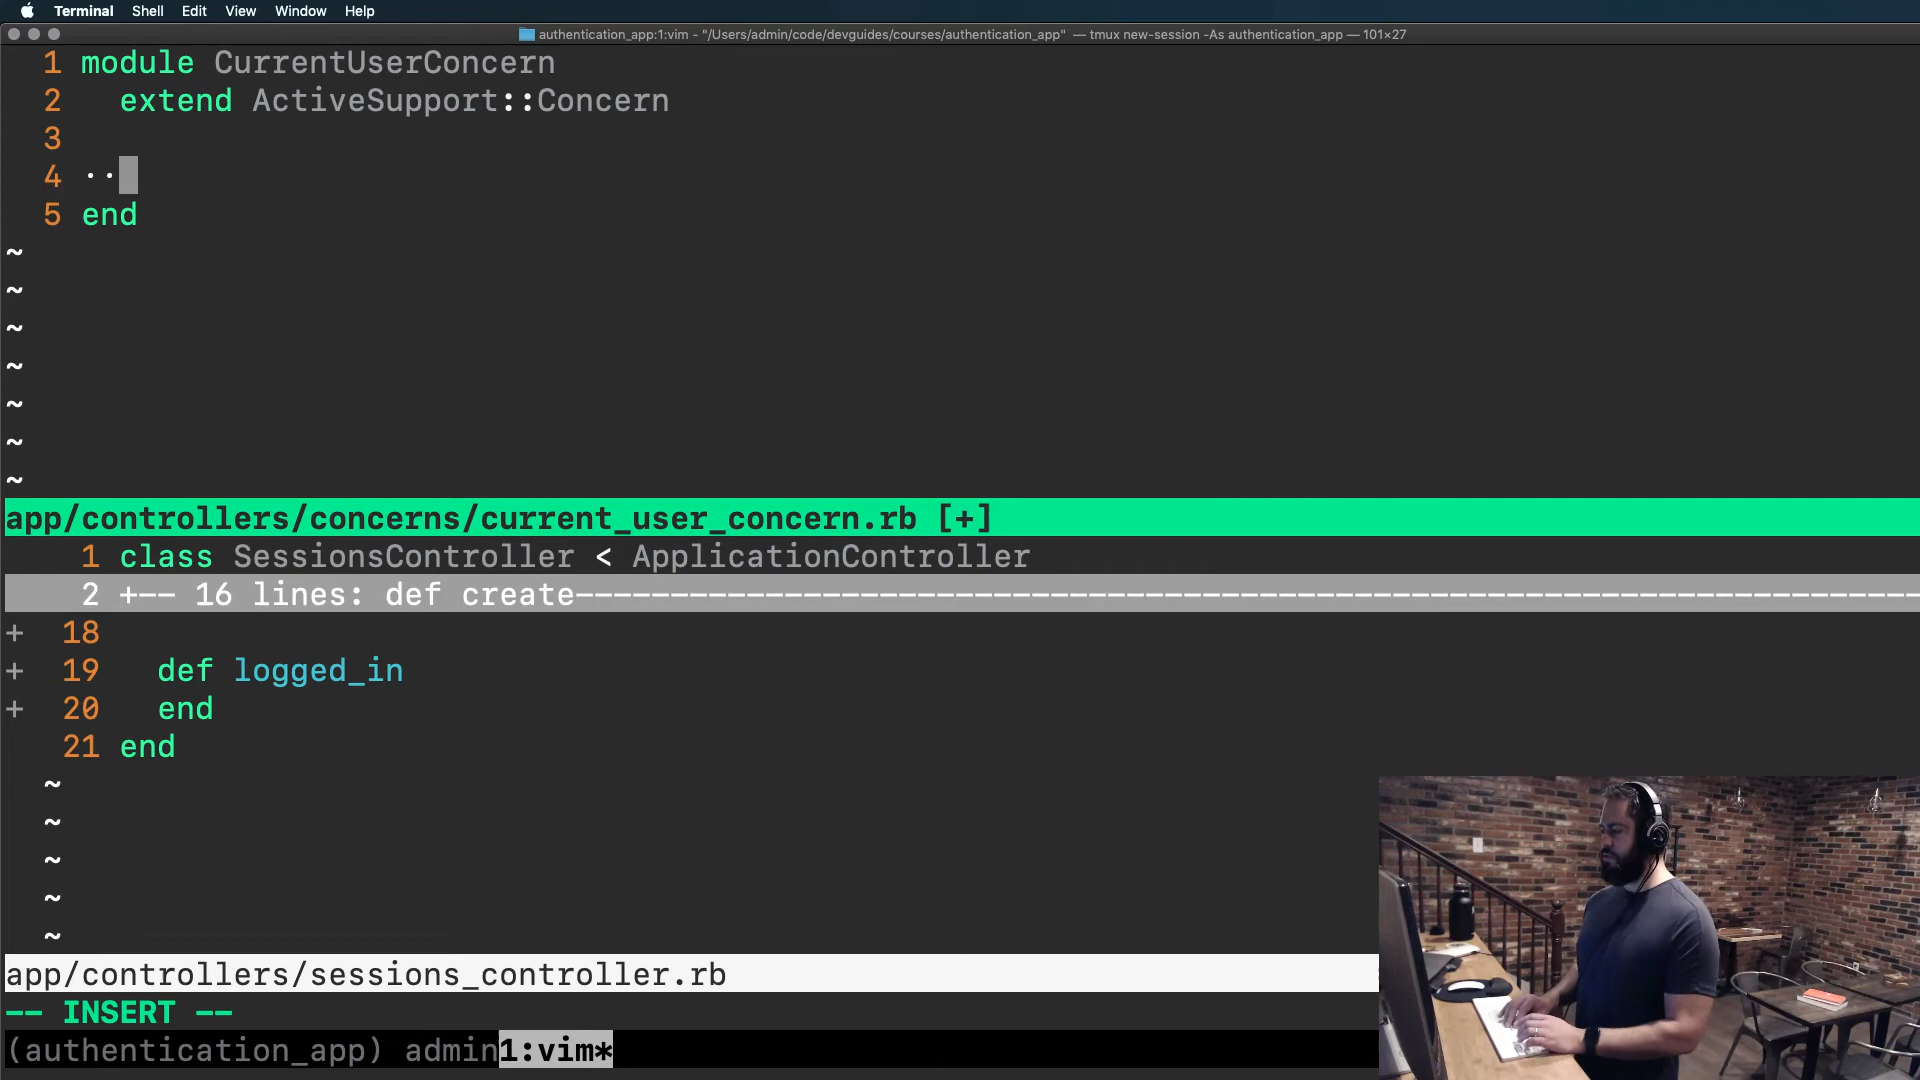 Terminal Shell Edit View Window Help
authentication_app:1:vim - "/Users/admin/code/devguides/courses/authentication_app" — tmux new-session -As authentication_app — 101×27
1 module CurrentUserConcern
2   extend ActiveSupport::Concern
3
4 ··
5 end
~
~
~
~
~
~
~
app/controllers/concerns/current_user_concern.rb [+]
1 class SessionsController < ApplicationController
2 +-- 16 lines: def create-----------------------------------------------------------------------
+ 18
+ 19   def logged_in
+ 20   end
21 end
~
~
~
~
~
app/controllers/sessions_controller.rb
-- INSERT --
(authentication_app) admin1:vim*